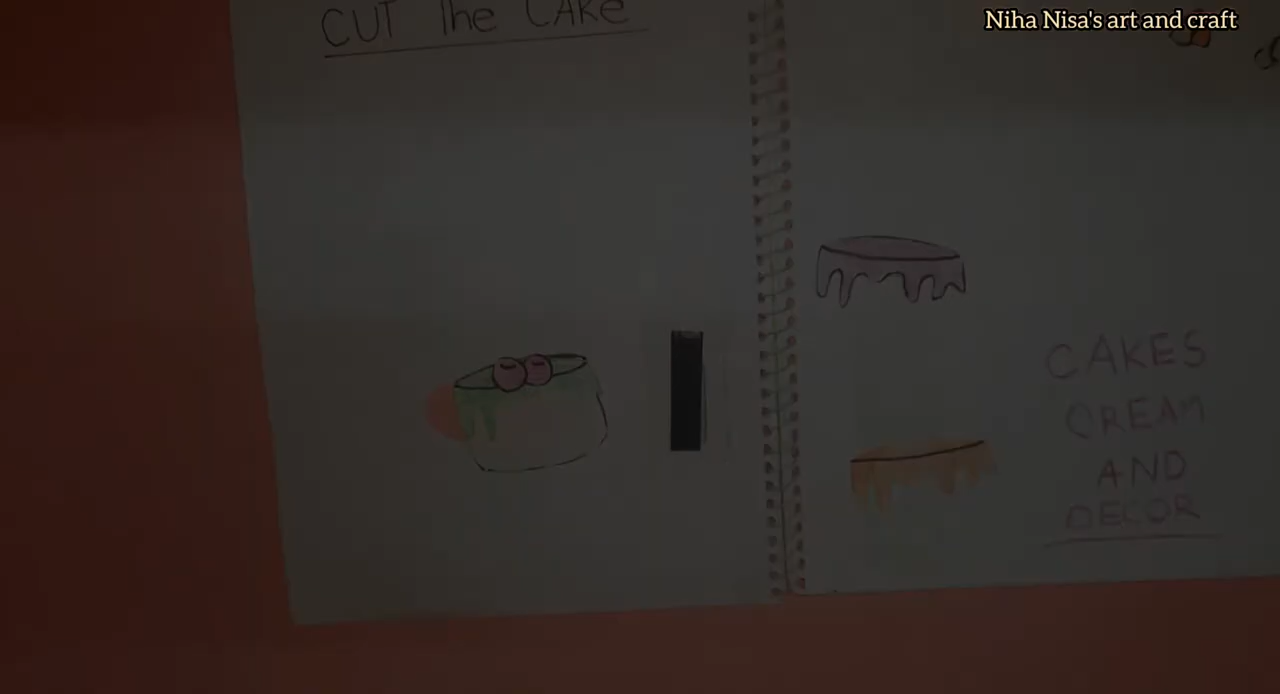 CUT The CAKe
Niha Nisa's art and craft
CAKES
CREAM
AND
DECOR